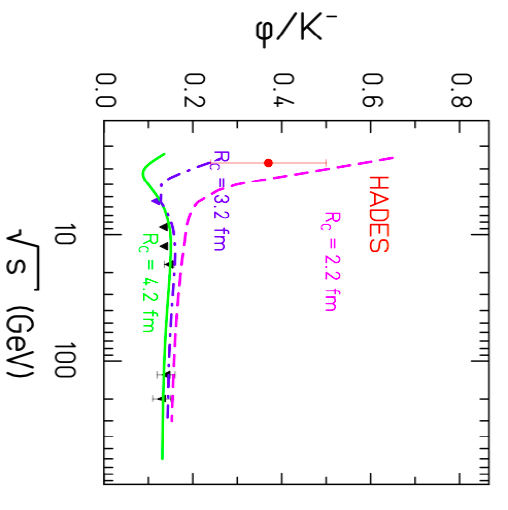 φ/K⁻
0.0
0.2
0.4
0.6
0.8
HADES
R_C = 2.2 fm
R_C = 3.2 fm
R_C = 4.2 fm
10
100
√s (GeV)